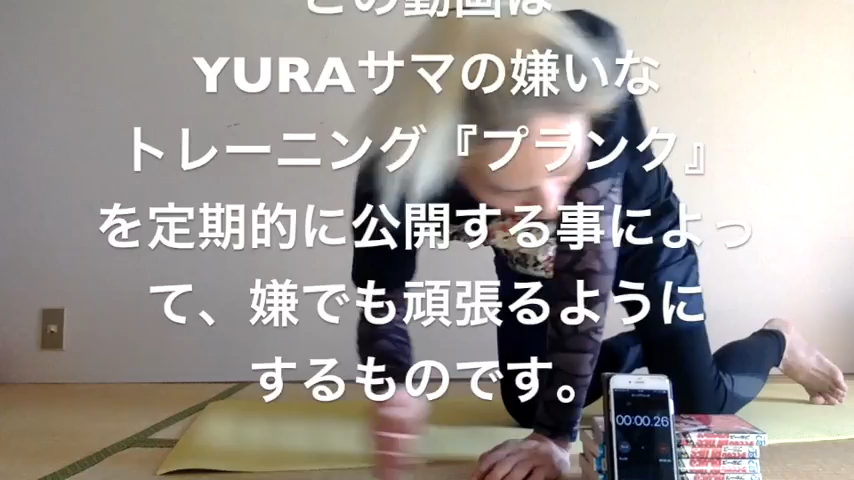 この動画は
YURAサマの嫌いな
トレーニング『プランク』
を定期的に公開する事によっ
て、嫌でも頑張るように
するものです。
00:00.26